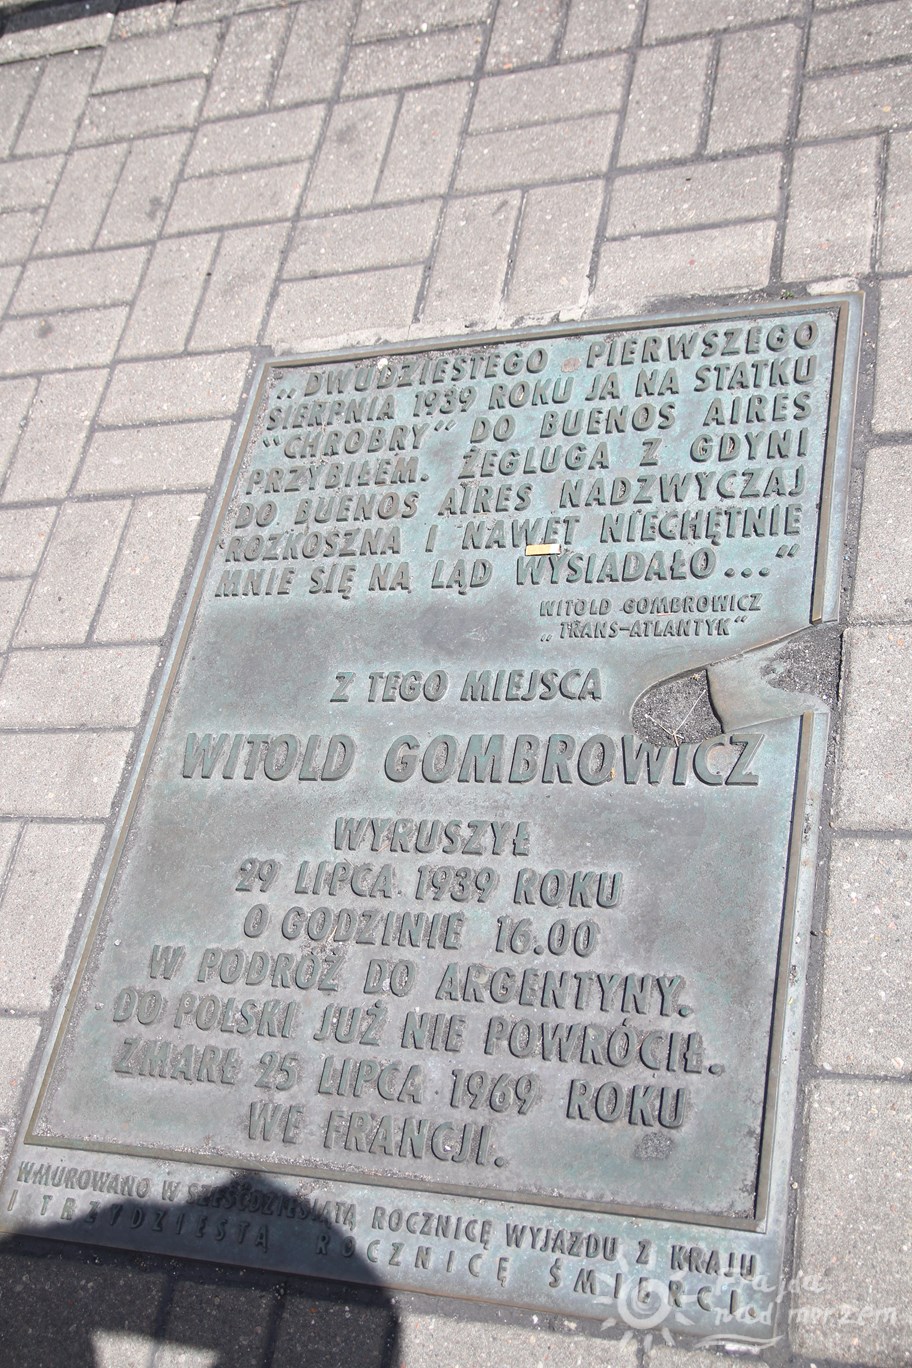 „DWUDZIESTEGO PIERWSZEGO
SIERPNIA 1939 ROKU JA NA STATKU
“CHROBRY” DO BUENOS AIRES
PRZYBIŁEM. ŻEGLUGA Z GDYNI
DO BUENOS AIRES NADZWYCZAJ
ROZKOSZNA I NAWET NIECHĘTNIE
MNIE SIĘ NA LĄD WYSIADAŁO...”
WITOLD GOMBROWICZ
„TRANS-ATLANTYK”
Z TEGO MIEJSCA
WITOLD GOMBROWICZ
WYRUSZYŁ
29 LIPCA 1939 ROKU
O GODZINIE 16.00
W PODRÓŻ DO ARGENTYNY.
DO POLSKI JUŻ NIE POWRÓCIŁ.
ZMARŁ 25 LIPCA 1969 ROKU
WE FRANCJI.
WMUROWANO W SZEŚĆDZIESIĄTĄ ROCZNICĘ WYJAZDU Z KRAJU
I TRZYDZIESTĄ ROCZNICĘ ŚMIERCI
nad morzem